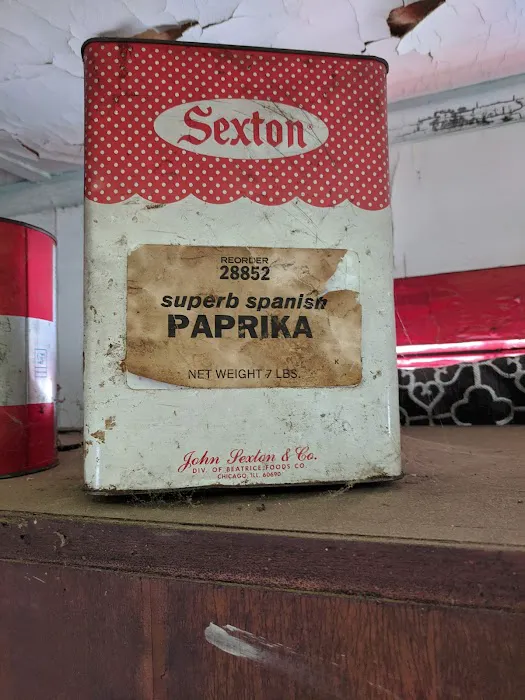 Sexton
REORDER
28852
superb spanish
PAPRIKA
NET WEIGHT 7 LBS.
K
John Sexton & Co.
DIV. OF BEATRICE FOODS CO.
CHICAGO, ILL. 60690